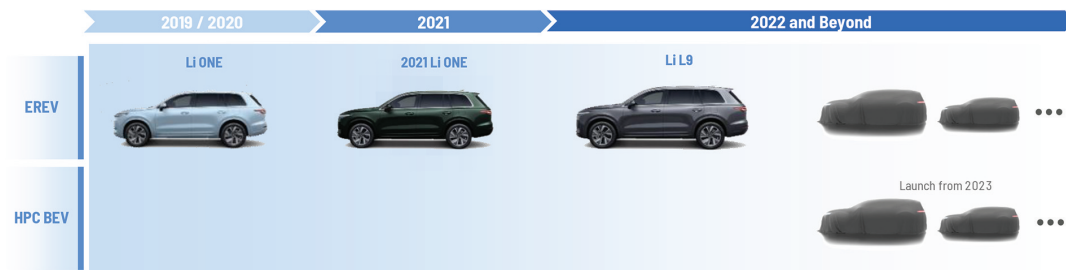 2019 / 2020
2021
2022 and Beyond
Li ONE
2021 Li ONE
Li L9
EREV
Launch from 2023
HPC BEV